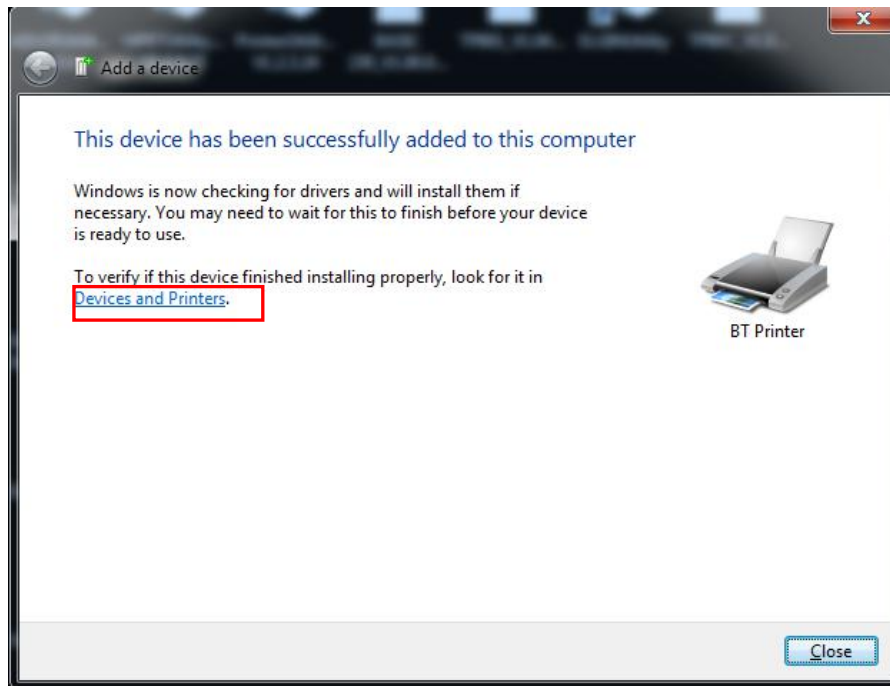 Add a device
This device has been successfully added to this computer
Windows is now checking for drivers and will install them if
necessary. You may need to wait for this to finish before your device
is ready to use.
To verify if this device finished installing properly, look for it in
Devices and Printers.
BT Printer
Close